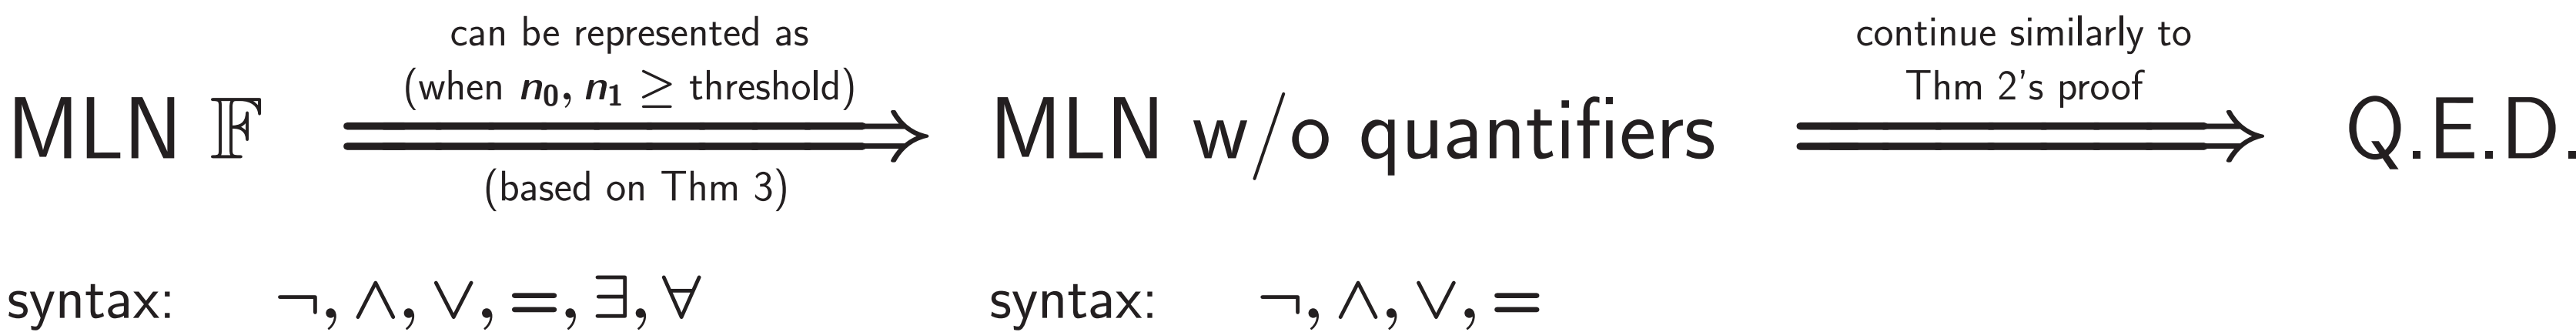 can be represented as
(when n₀, n₁ ≥ threshold)
MLN 𝔽 ⟹ MLN w/o quantifiers
(based on Thm 3)
continue similarly to
Thm 2's proof
⟹ Q.E.D.
syntax: ¬, ∧, ∨, =, ∃, ∀
syntax: ¬, ∧, ∨, =